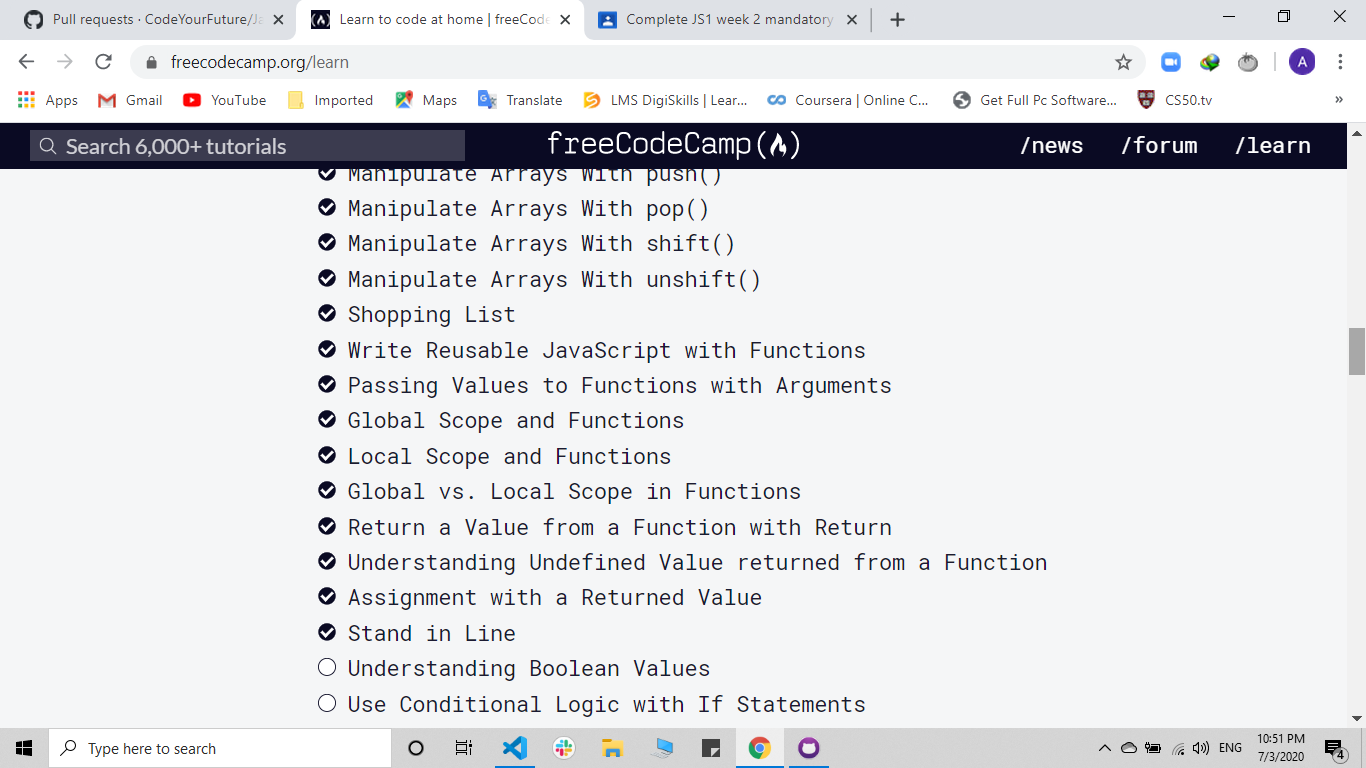 Pull requests · CodeYourFuture/Ja
Learn to code at home | freeCode
Complete JS1 week 2 mandatory
freecodecamp.org/learn
A
Apps
Gmail
YouTube
Imported
Maps
Translate
LMS DigiSkills | Lear...
Coursera | Online C...
Get Full Pc Software...
CS50.tv
»
Search 6,000+ tutorials
freeCodeCamp
/news
/forum
/learn
Manipulate Arrays With push()
Manipulate Arrays With pop()
Manipulate Arrays With shift()
Manipulate Arrays With unshift()
Shopping List
Write Reusable JavaScript with Functions
Passing Values to Functions with Arguments
Global Scope and Functions
Local Scope and Functions
Global vs. Local Scope in Functions
Return a Value from a Function with Return
Understanding Undefined Value returned from a Function
Assignment with a Returned Value
Stand in Line
Understanding Boolean Values
Use Conditional Logic with If Statements
Type here to search
ENG
10:51 PM
7/3/2020
4